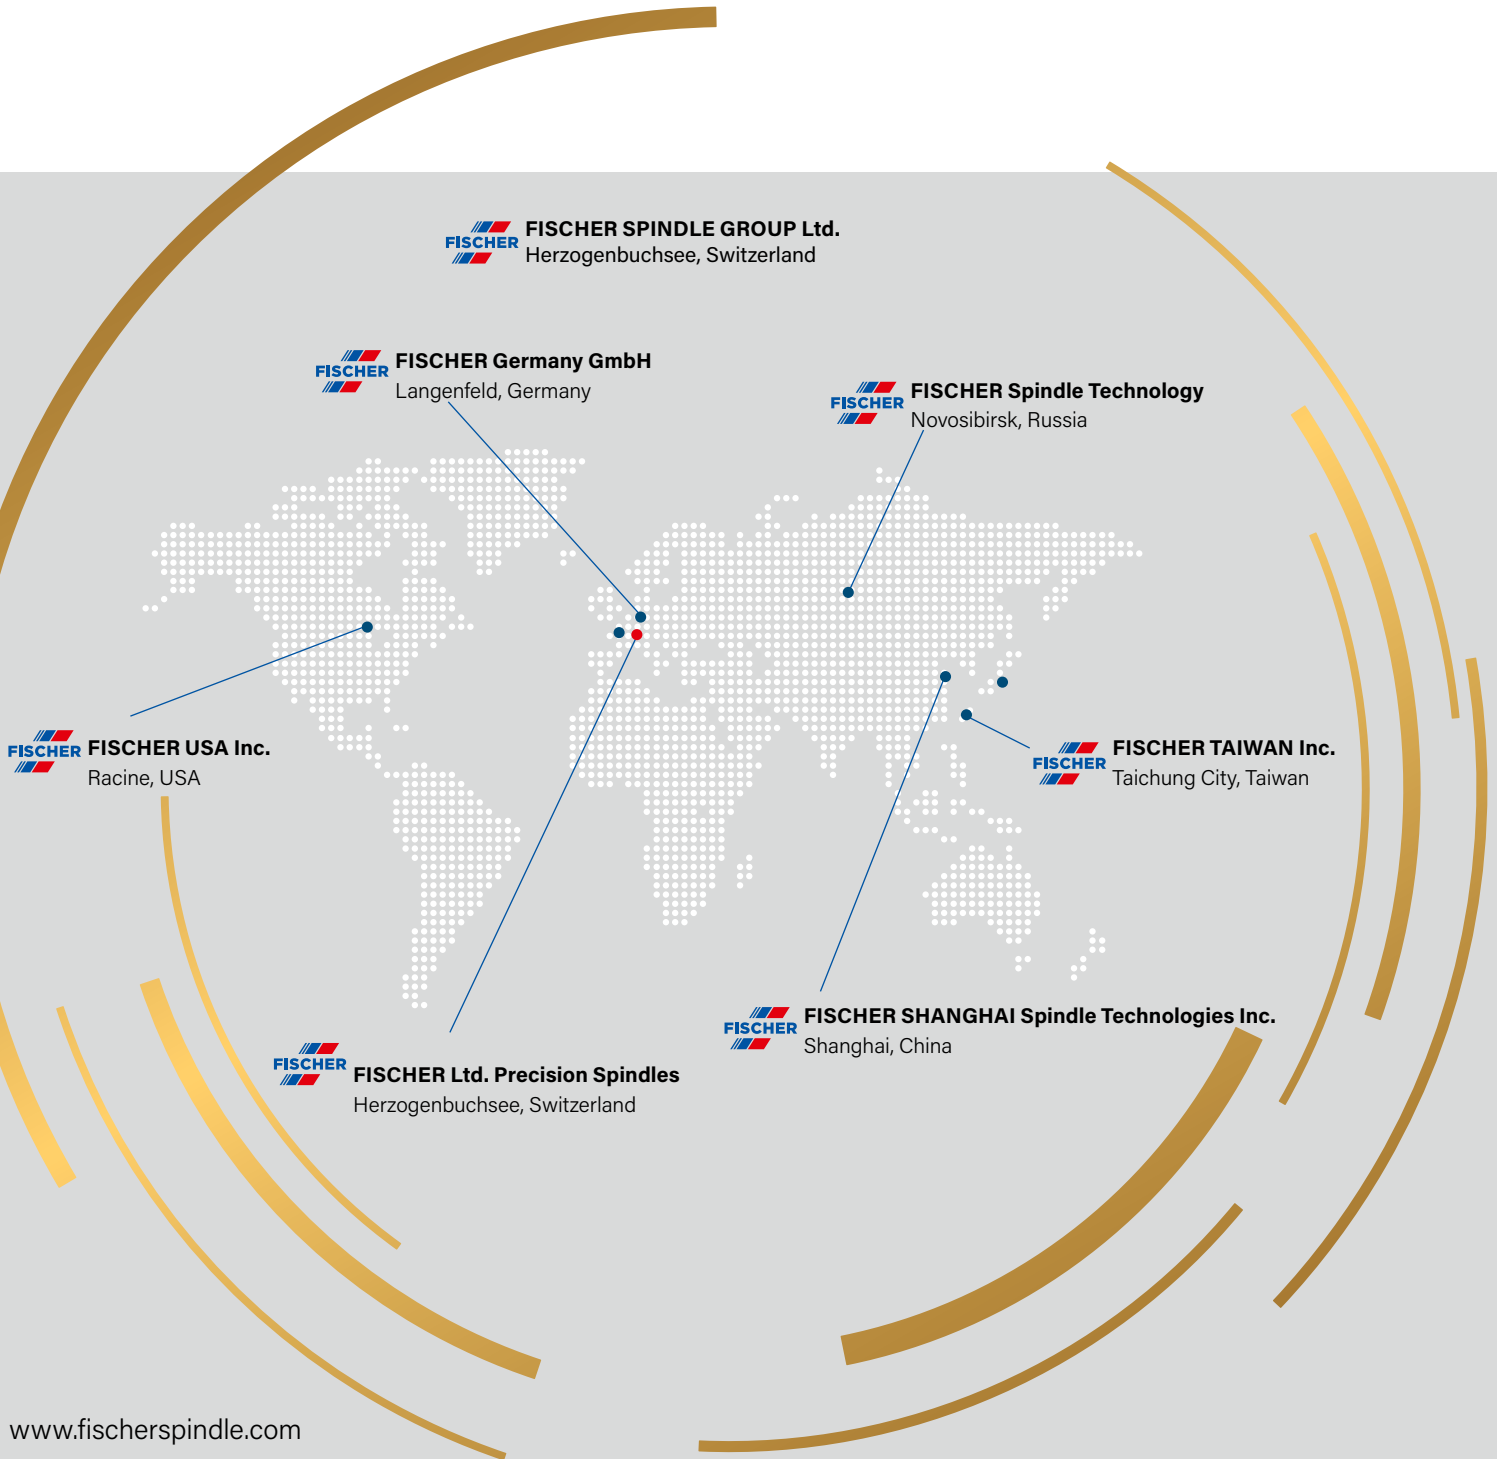 FISCHER
FISCHER SPINDLE GROUP Ltd.
Herzogenbuchsee, Switzerland
FISCHER
FISCHER Germany GmbH
Langenfeld, Germany
FISCHER
FISCHER Spindle Technology
Novosibirsk, Russia
FISCHER
FISCHER USA Inc.
Racine, USA
FISCHER
FISCHER TAIWAN Inc.
Taichung City, Taiwan
FISCHER
FISCHER SHANGHAI Spindle Technologies Inc.
Shanghai, China
FISCHER
FISCHER Ltd. Precision Spindles
Herzogenbuchsee, Switzerland
www.fischerspindle.com